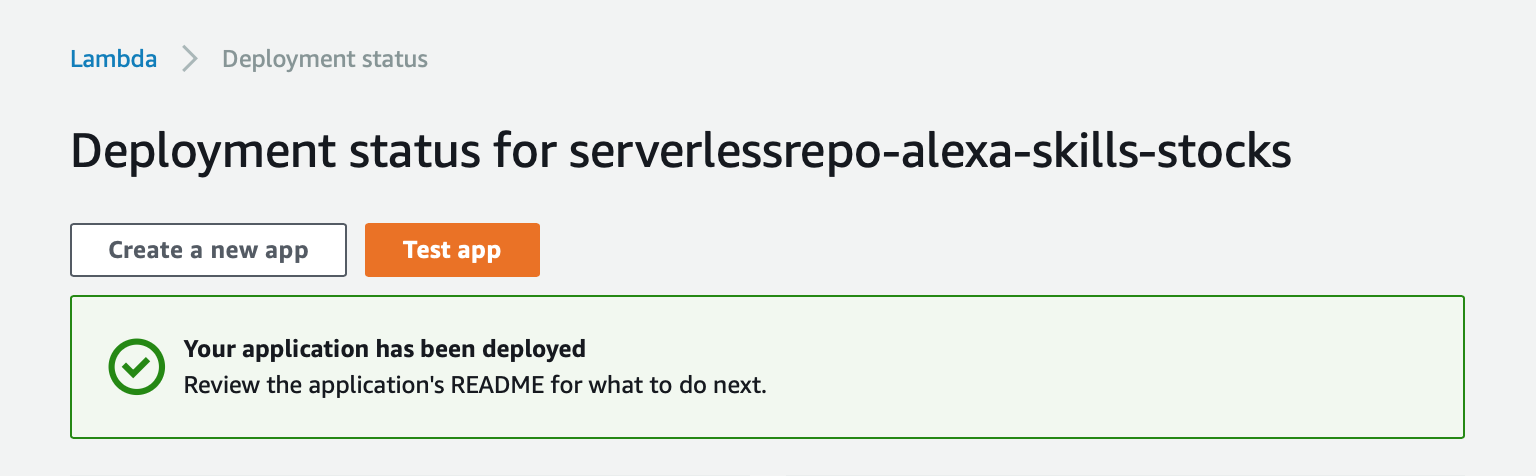 Lambda > Deployment status
Deployment status for serverlessrepo-alexa-skills-stocks
Create a new app Test app
Your application has been deployed
Review the application's README for what to do next.